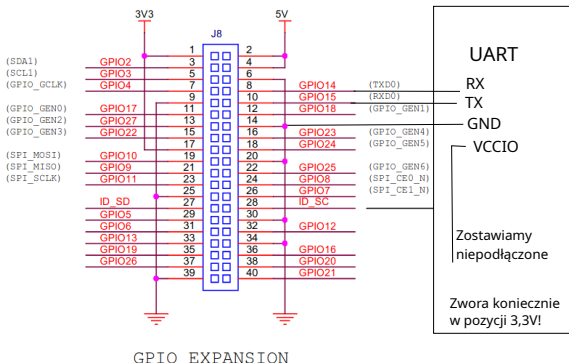 3V3
5V
J8
1 2
(SDA1) GPIO2 3 4
(SCL1) GPIO3 5 6
(GPIO_GCLK) GPIO4 7 8 GPIO14 (TXD0)
9 10 GPIO15 (RXD0)
(GPIO_GEN0) GPIO17 11 12 GPIO18 (GPIO_GEN1)
(GPIO_GEN2) GPIO27 13 14
(GPIO_GEN3) GPIO22 15 16 GPIO23 (GPIO_GEN4)
17 18 GPIO24 (GPIO_GEN5)
(SPI_MOSI) GPIO10 19 20
(SPI_MISO) GPIO9 21 22 GPIO25 (GPIO_GEN6)
(SPI_SCLK) GPIO11 23 24 GPIO8 (SPI_CE0_N)
25 26 GPIO7 (SPI_CE1_N)
ID_SD 27 28 ID_SC
GPIO5 29 30
GPIO6 31 32 GPIO12
GPIO13 33 34
GPIO19 35 36 GPIO16
GPIO26 37 38 GPIO20
39 40 GPIO21
GPIO EXPANSION
UART
RX
TX
GND
VCCIO
Zostawiamy
niepodłączone
Zwora koniecznie
w pozycji 3,3V!